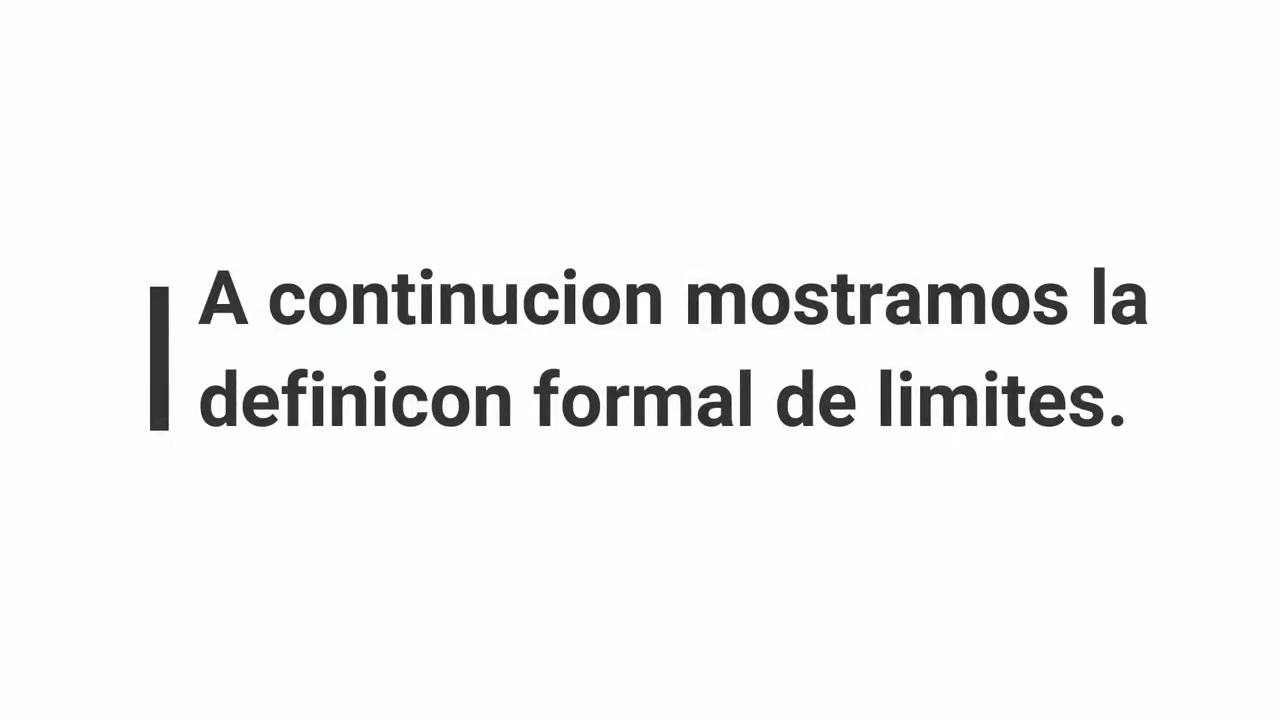 A continucion mostramos la
definicon formal de limites.